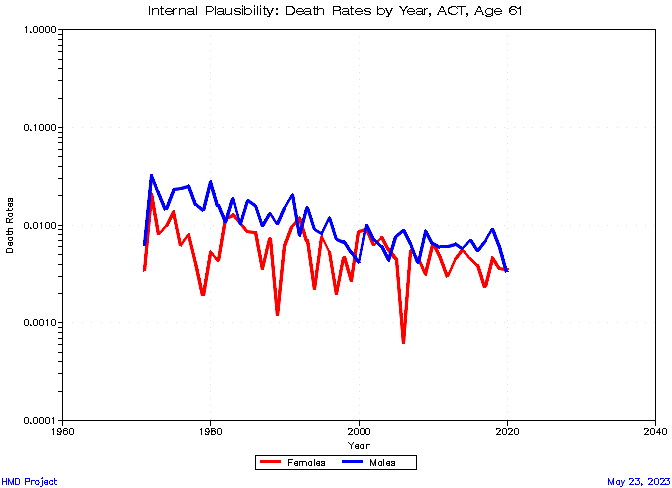 Internal Plausibility: Death Rates by Year, ACT, Age 61
1.0000
0.1000
0.0100
0.0010
0.0001
Death Rates
1960
1980
2000
2020
2040
Year
Females
Males
HMD Project
May 23, 2023